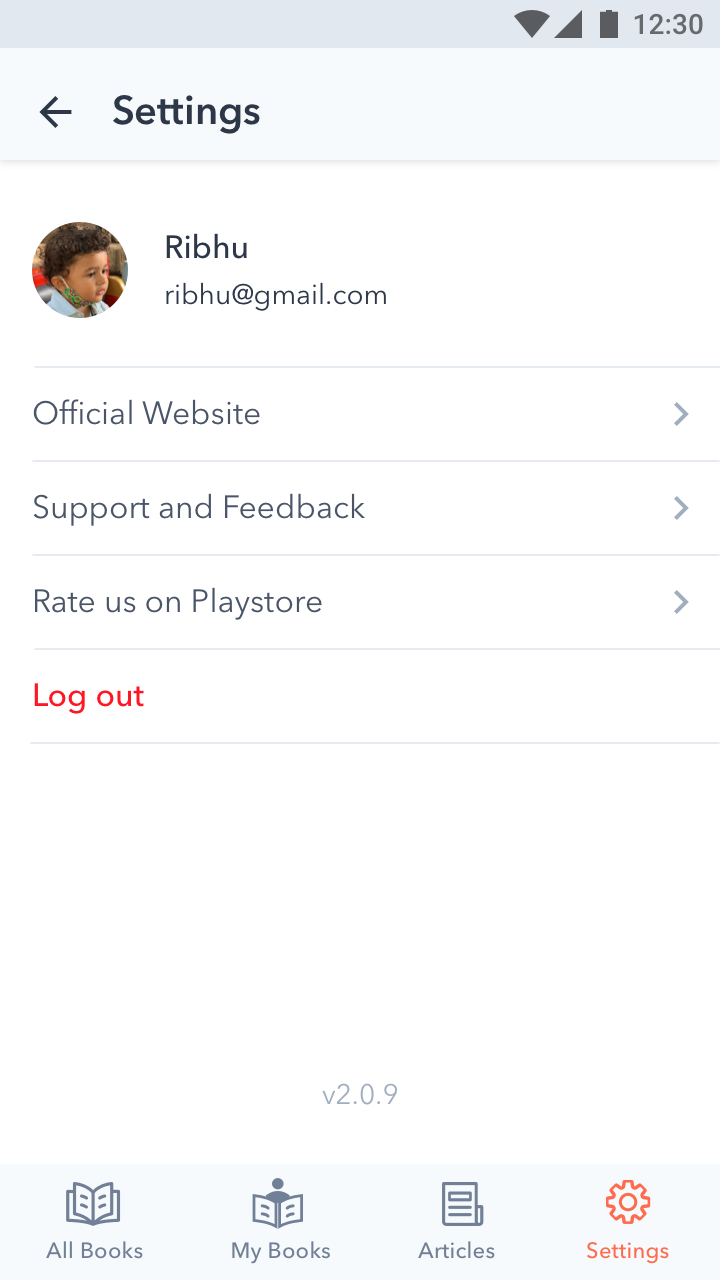 12:30
Settings
Ribhu
ribhu@gmail.com
Official Website
Support and Feedback
Rate us on Playstore
Log out
v2.0.9
All Books
My Books
Articles
Settings